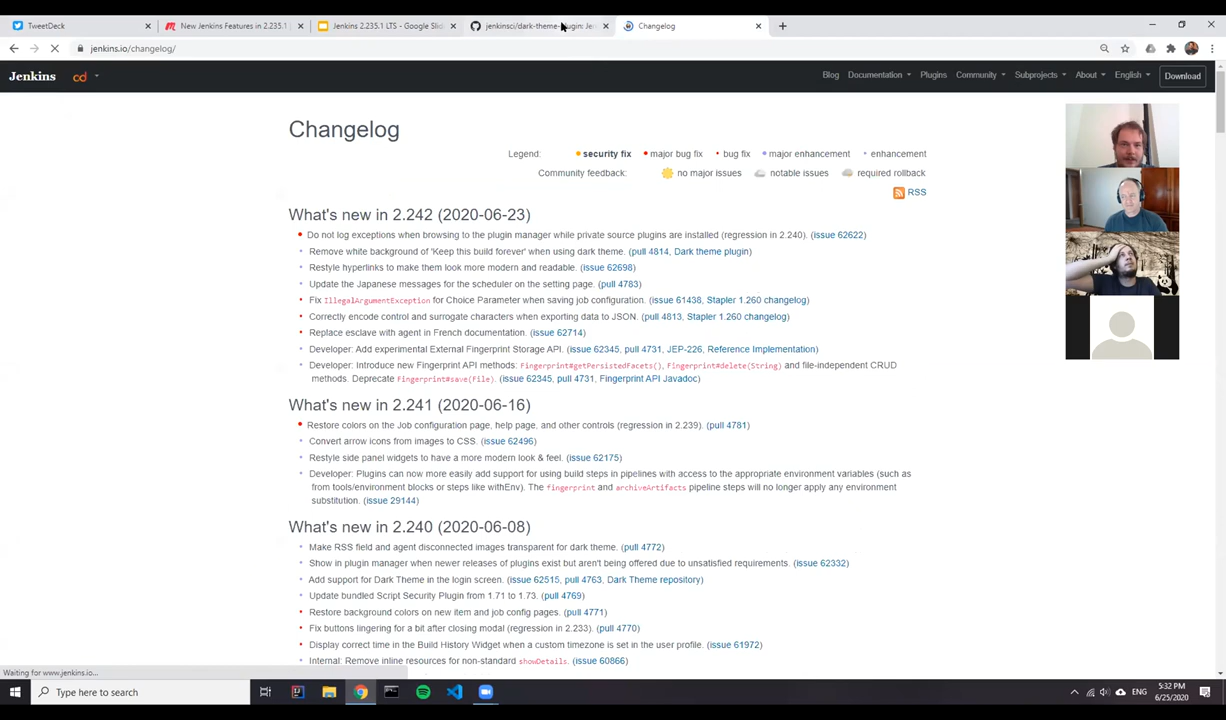 TweetDeck
New Jenkins Features in 2.235.1
Jenkins 2.235.1 LTS - Google Slid
jenkinsci/dark-theme-plugin: Jen
Changelog
jenkins.io/changelog/
Jenkins
cd
Blog Documentation Plugins Community Subprojects About English Download
Changelog
Legend: security fix major bug fix bug fix major enhancement enhancement
Community feedback: no major issues notable issues required rollback
RSS
What's new in 2.242 (2020-06-23)
Do not log exceptions when browsing to the plugin manager while private source plugins are installed (regression in 2.240). (issue 62622)
Remove white background of 'Keep this build forever' when using dark theme. (pull 4814, Dark theme plugin)
Restyle hyperlinks to make them look more modern and readable. (issue 62698)
Update the Japanese messages for the scheduler on the setting page. (pull 4783)
Fix IllegalArgumentException for Choice Parameter when saving job configuration. (issue 61438, Stapler 1.260 changelog)
Correctly encode control and surrogate characters when exporting data to JSON. (pull 4813, Stapler 1.260 changelog)
Replace esclave with agent in French documentation. (issue 62714)
Developer: Add experimental External Fingerprint Storage API. (issue 62345, pull 4731, JEP-226, Reference Implementation)
Developer: Introduce new Fingerprint API methods: Fingerprint#getPersistedFacets(), Fingerprint#delete(String) and file-independent CRUD
methods. Deprecate Fingerprint#save(File). (issue 62345, pull 4731, Fingerprint API Javadoc)
What's new in 2.241 (2020-06-16)
Restore colors on the Job configuration page, help page, and other controls (regression in 2.239). (pull 4781)
Convert arrow icons from images to CSS. (issue 62496)
Restyle side panel widgets to have a more modern look & feel. (issue 62175)
Developer: Plugins can now more easily add support for using build steps in pipelines with access to the appropriate environment variables (such as
from tools/environment blocks or steps like withEnv). The fingerprint and archiveArtifacts pipeline steps will no longer apply any environment
substitution. (issue 29144)
What's new in 2.240 (2020-06-08)
Make RSS field and agent disconnected images transparent for dark theme. (pull 4772)
Show in plugin manager when newer releases of plugins exist but aren't being offered due to unsatisfied requirements. (issue 62332)
Add support for Dark Theme in the login screen. (issue 62515, pull 4763, Dark Theme repository)
Update bundled Script Security Plugin from 1.71 to 1.73. (pull 4769)
Restore background colors on new item and job config pages. (pull 4771)
Fix buttons lingering for a bit after closing modal (regression in 2.233). (pull 4770)
Display correct time in the Build History Widget when a custom timezone is set in the user profile. (issue 61972)
Internal: Remove inline resources for non-standard showDetails. (issue 60866)
Waiting for www.jenkins.io...
Type here to search
ENG
5:32 PM
6/25/2020